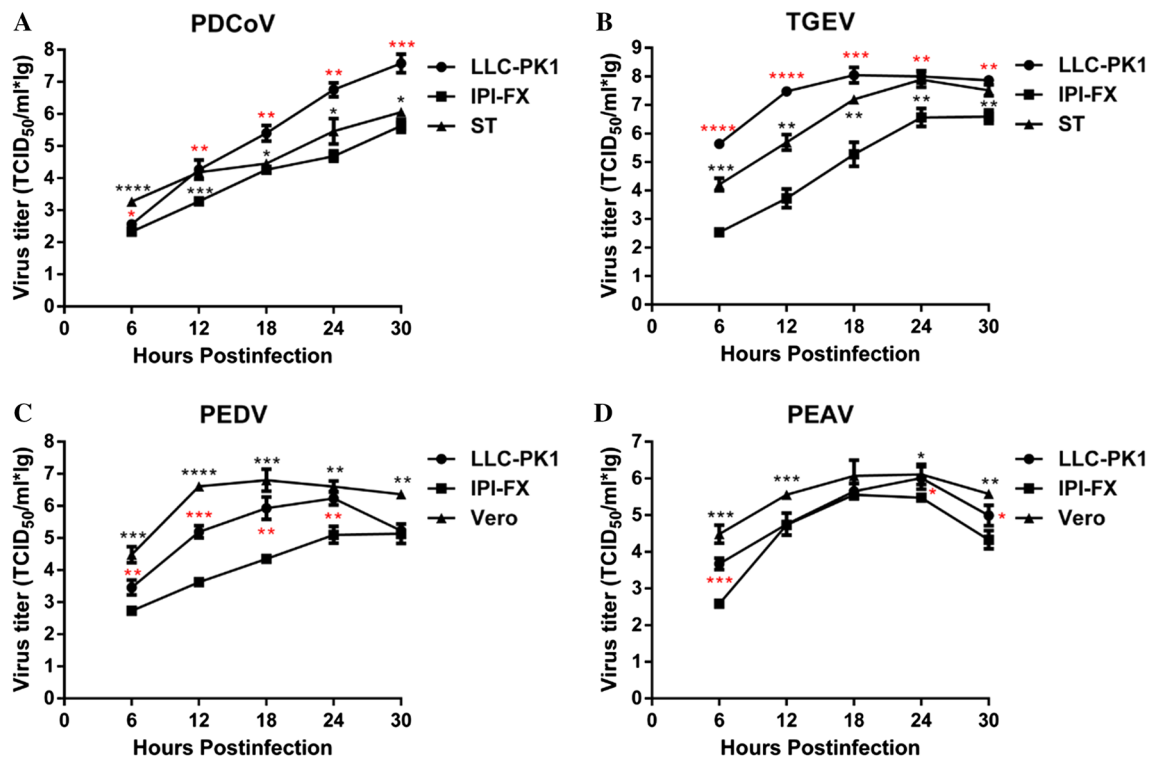 A
PDCoV
Virus titer (TCID50/ml*lg)
8
7
6
5
4
3
2
1
0
***
**
**
**
*
****
***
*
*
*
0 6 12 18 24 30
Hours Postinfection
LLC-PK1
IPI-FX
ST
B
TGEV
Virus titer (TCID50/ml*lg)
9
8
7
6
5
4
3
2
1
0
****
****
***
**
**
***
**
**
**
**
0 6 12 18 24 30
Hours Postinfection
LLC-PK1
IPI-FX
ST
C
PEDV
Virus titer (TCID50/ml*lg)
8
7
6
5
4
3
2
1
0
***
****
***
**
**
**
***
**
**
0 6 12 18 24 30
Hours Postinfection
LLC-PK1
IPI-FX
Vero
D
PEAV
Virus titer (TCID50/ml*lg)
7
6
5
4
3
2
1
0
***
***
*
**
***
*
*
0 6 12 18 24 30
Hours Postinfection
LLC-PK1
IPI-FX
Vero